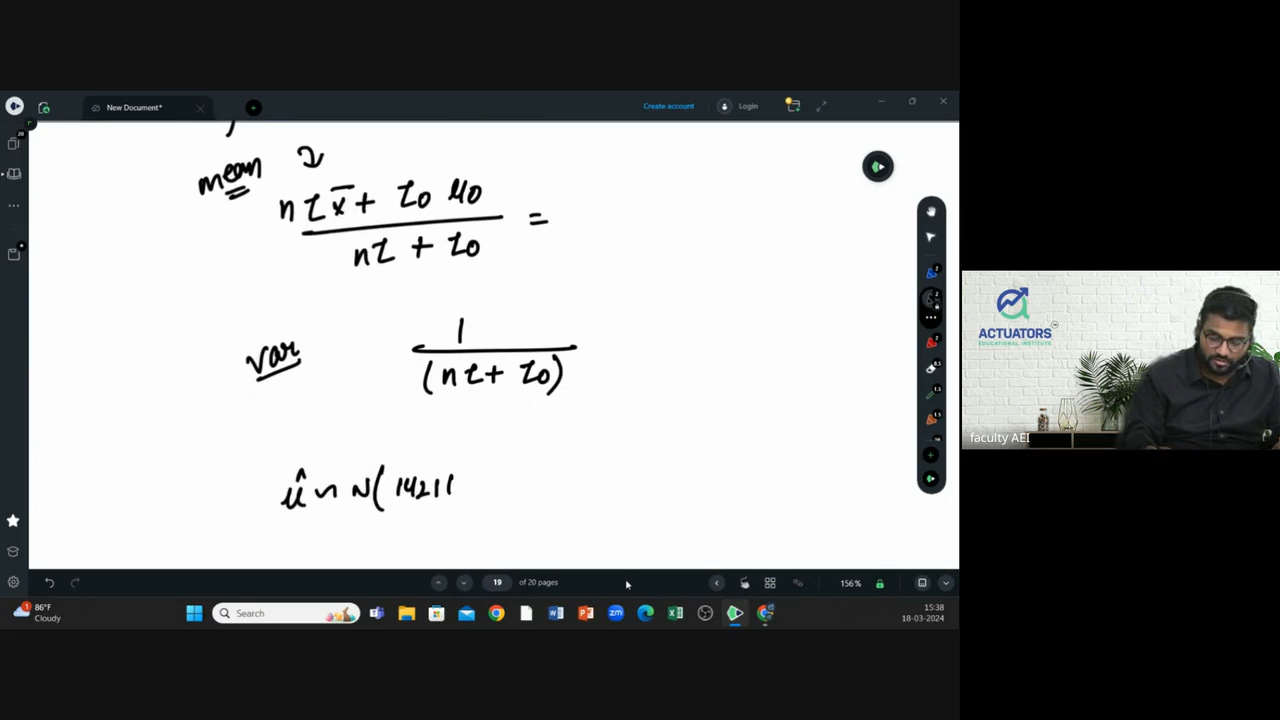 New Document*
Create account
Login
20
mean
n τ x̄ + τ0 μ0
nτ + τ0
=
var
1
(nτ + τ0)
μ̂ ~ N( 14211
ACTUATORS
EDUCATIONAL INSTITUTE
faculty AEI
19 of 20 pages
156%
86°F
Cloudy
Search
15:38
18-03-2024